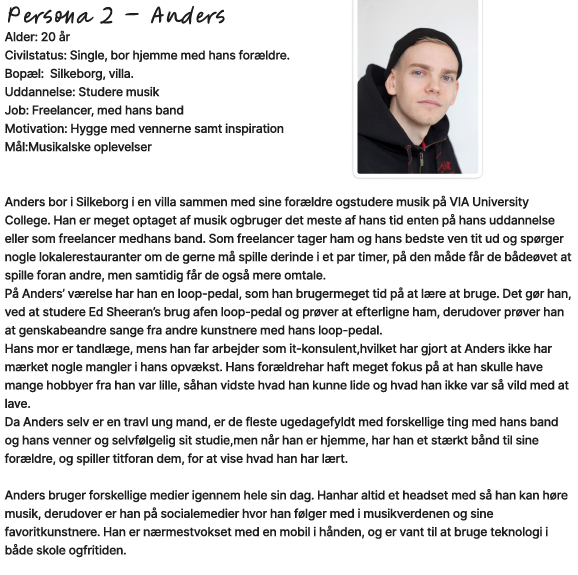 Persona 2 - Anders
Alder: 20 år
Civilstatus: Single, bor hjemme med hans forældre.
Bopæl:  Silkeborg, villa.
Uddannelse: Studere musik
Job: Freelancer, med hans band
Motivation: Hygge med vennerne samt inspiration
Mål:Musikalske oplevelser
Anders bor i Silkeborg i en villa sammen med sine forældre ogstudere musik på VIA University
College. Han er meget optaget af musik ogbruger det meste af hans tid enten på hans uddannelse
eller som freelancer medhans band. Som freelancer tager ham og hans bedste ven tit ud og spørger
nogle lokalerestauranter om de gerne må spille derinde i et par timer, på den måde får de bådeøvet at
spille foran andre, men samtidig får de også mere omtale.
På Anders’ værelse har han en loop-pedal, som han brugermeget tid på at lære at bruge. Det gør han,
ved at studere Ed Sheeran’s brug afen loop-pedal og prøver at efterligne ham, derudover prøver han
at genskabeandre sange fra andre kunstnere med hans loop-pedal.
Hans mor er tandlæge, mens han far arbejder som it-konsulent,hvilket har gjort at Anders ikke har
mærket nogle mangler i hans opvækst. Hans forældrehar haft meget fokus på at han skulle have
mange hobbyer fra han var lille, såhan vidste hvad han kunne lide og hvad han ikke var så vild med at
lave.
Da Anders selv er en travl ung mand, er de fleste ugedagefyldt med forskellige ting med hans band
og hans venner og selvfølgelig sit studie,men når han er hjemme, har han et stærkt bånd til sine
forældre, og spiller titforan dem, for at vise hvad han har lært.
Anders bruger forskellige medier igennem hele sin dag. Hanhar altid et headset med så han kan høre
musik, derudover er han på socialemedier hvor han følger med i musikverdenen og sine
favoritkunstnere. Han er nærmestvokset med en mobil i hånden, og er vant til at bruge teknologi i
både skole ogfritiden.